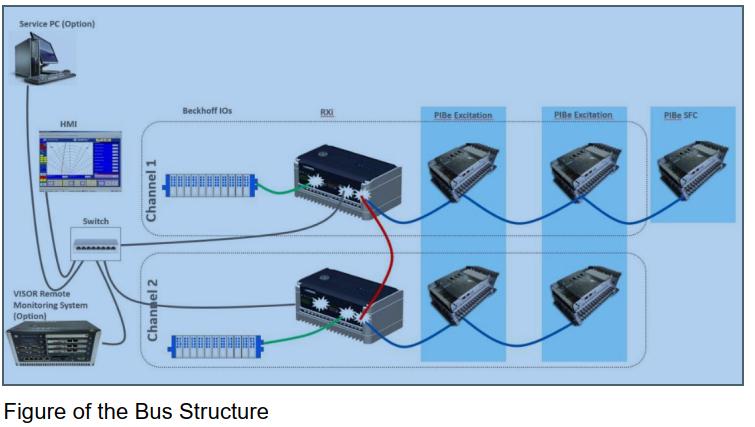 Service PC (Option)
HMI
Beckhoff IOs
RXi
PIBe Excitation
PIBe Excitation
PIBe SFC
Channel 1
Switch
Channel 2
VISOR Remote
Monitoring System
(Option)
Figure of the Bus Structure